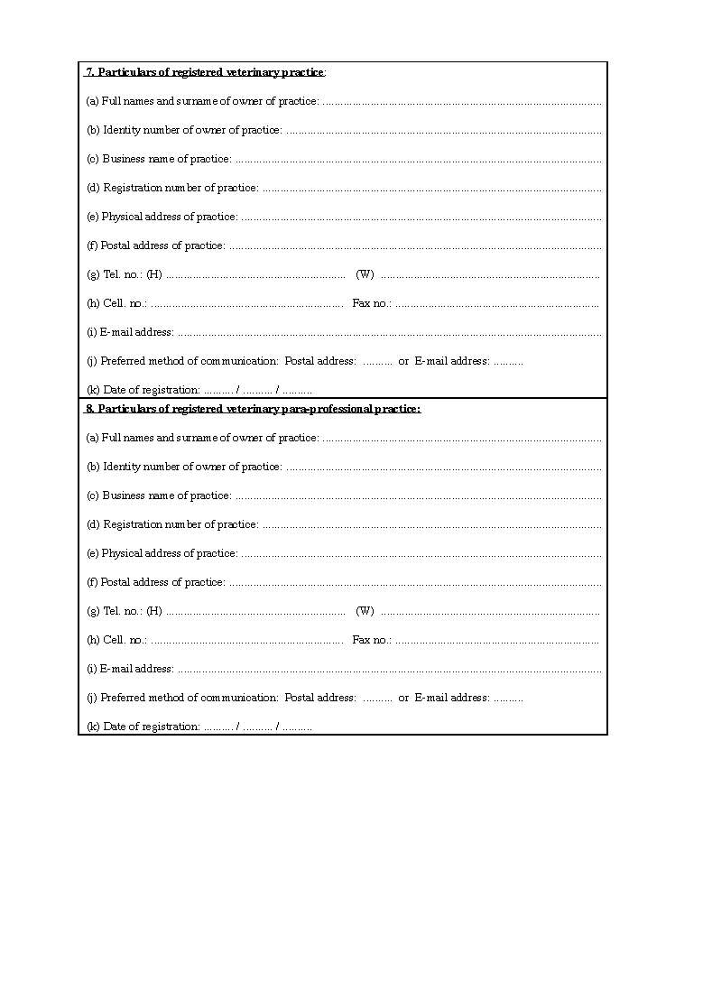 7. Particulars of registered veterinary practice:
(a) Full names and surname of owner of practice: ..............................................................................................
(b) Identity number of owner of practice: ..........................................................................................................
(c) Business name of practice: ...........................................................................................................................
(d) Registration number of practice: ..................................................................................................................
(e) Physical address of practice: .........................................................................................................................
(f) Postal address of practice: .............................................................................................................................
(g) Tel. no.: (H) ............................................................ (W) .........................................................................
(h) Cell. no.: ................................................................ Fax no.: ....................................................................
(i) E-mail address: ..............................................................................................................................................
(j) Preferred method of communication: Postal address: .......... or E-mail address: ..........
(k) Date of registration: .......... / .......... / ..........
8. Particulars of registered veterinary para-professional practice:
(a) Full names and surname of owner of practice: ..............................................................................................
(b) Identity number of owner of practice: ..........................................................................................................
(c) Business name of practice: ...........................................................................................................................
(d) Registration number of practice: ..................................................................................................................
(e) Physical address of practice: .........................................................................................................................
(f) Postal address of practice: .............................................................................................................................
(g) Tel. no.: (H) ............................................................ (W) .........................................................................
(h) Cell. no.: ................................................................ Fax no.: ....................................................................
(i) E-mail address: ..............................................................................................................................................
(j) Preferred method of communication: Postal address: .......... or E-mail address: ..........
(k) Date of registration: .......... / .......... / ..........